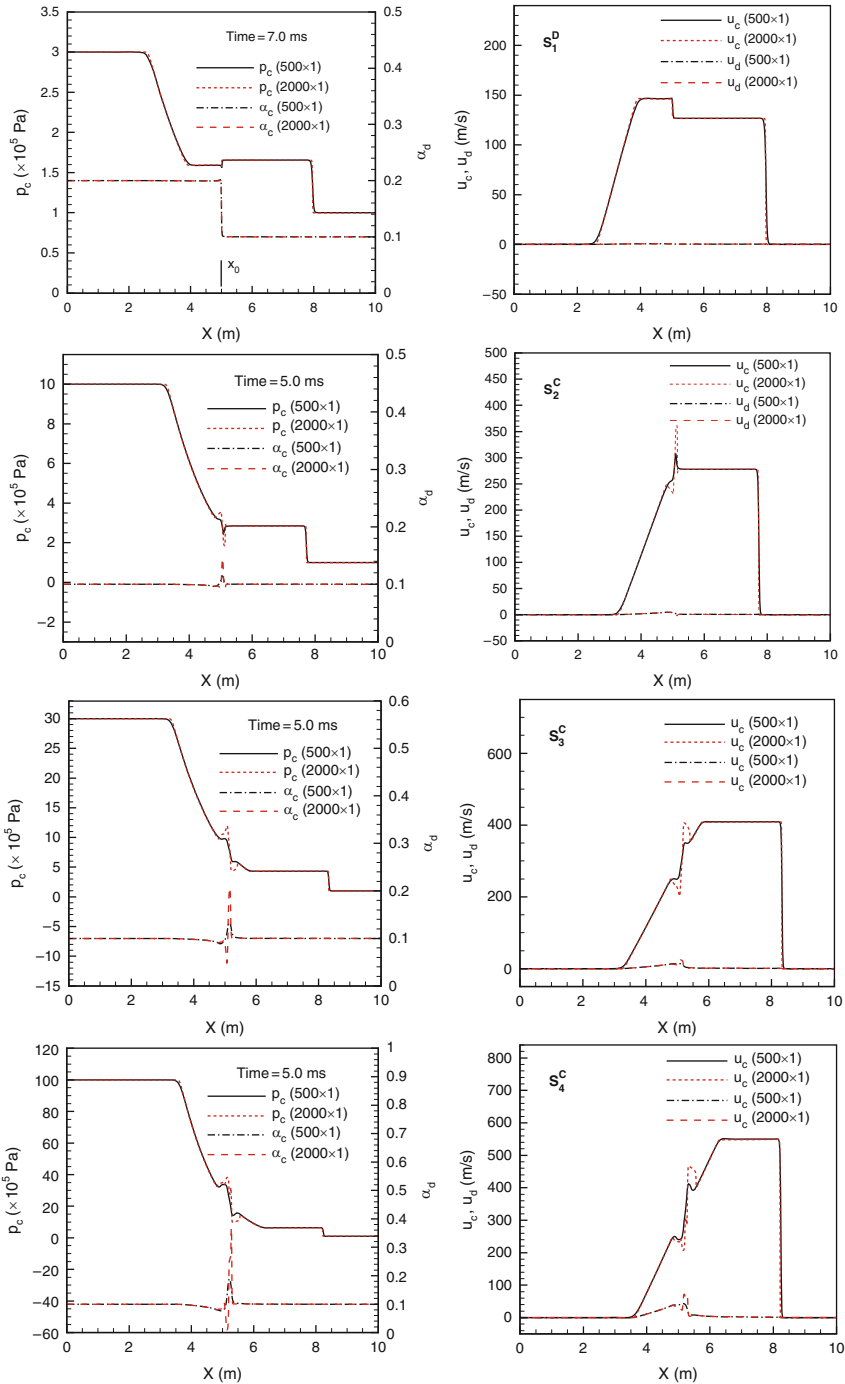 Time=7.0 ms
p_c (500×1)
p_c (2000×1)
α_c (500×1)
α_c (2000×1)
x_0
p_c (×10^5 Pa)
α_d
3.5
3
2.5
2
1.5
1
0.5
0
0.5
0.4
0.3
0.2
0.1
0
0 2 4 6 8 10
X (m)
S_1^D
u_c (500×1)
u_c (2000×1)
u_d (500×1)
u_d (2000×1)
u_c, u_d (m/s)
200
150
100
50
0
−50
0 2 4 6 8 10
X (m)
Time=5.0 ms
p_c (500×1)
p_c (2000×1)
α_c (500×1)
α_c (2000×1)
p_c (×10^5 Pa)
α_d
10
8
6
4
2
0
−2
0.5
0.4
0.3
0.2
0.1
0
0 2 4 6 8 10
X (m)
S_2^C
u_c (500×1)
u_c (2000×1)
u_d (500×1)
u_d (2000×1)
u_c, u_d (m/s)
500
450
400
350
300
250
200
150
100
50
0
−50
0 2 4 6 8 10
X (m)
Time=5.0 ms
p_c (500×1)
p_c (2000×1)
α_c (500×1)
α_c (2000×1)
p_c (× 10^5 Pa)
α_d
30
25
20
15
10
5
0
−5
−10
−15
0.6
0.5
0.4
0.3
0.2
0.1
0
0 2 4 6 8 10
X (m)
S_3^C
u_c (500×1)
u_c (2000×1)
u_c (500×1)
u_c (2000×1)
u_c, u_d (m/s)
600
400
200
0
0 2 4 6 8 10
X (m)
Time=5.0 ms
p_c (500×1)
p_c (2000×1)
α_c (500×1)
α_c (2000×1)
p_c (×10^5 Pa)
α_d
120
100
80
60
40
20
0
−20
−40
−60
1
0.9
0.8
0.7
0.6
0.5
0.4
0.3
0.2
0.1
0
0 2 4 6 8 10
X (m)
S_4^C
u_c (500×1)
u_c (2000×1)
u_c (500×1)
u_c (2000×1)
u_c, u_d (m/s)
800
700
600
500
400
300
200
100
0
0 2 4 6 8 10
X (m)